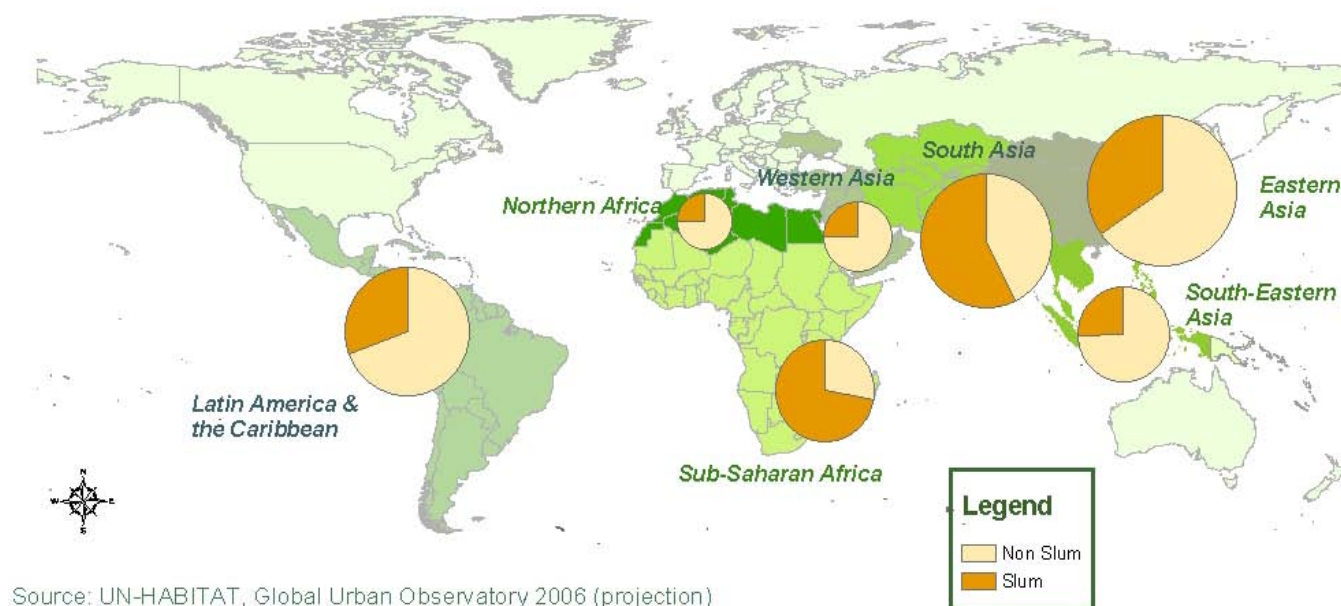 South Asia
Western Asia
Eastern
Asia
Northern Africa
South-Eastern
Asia
Latin America &
the Caribbean
Sub-Saharan Africa
N
W
E
S
Legend
Non Slum
Slum
Source: UN-HABITAT, Global Urban Observatory 2006 (projection)